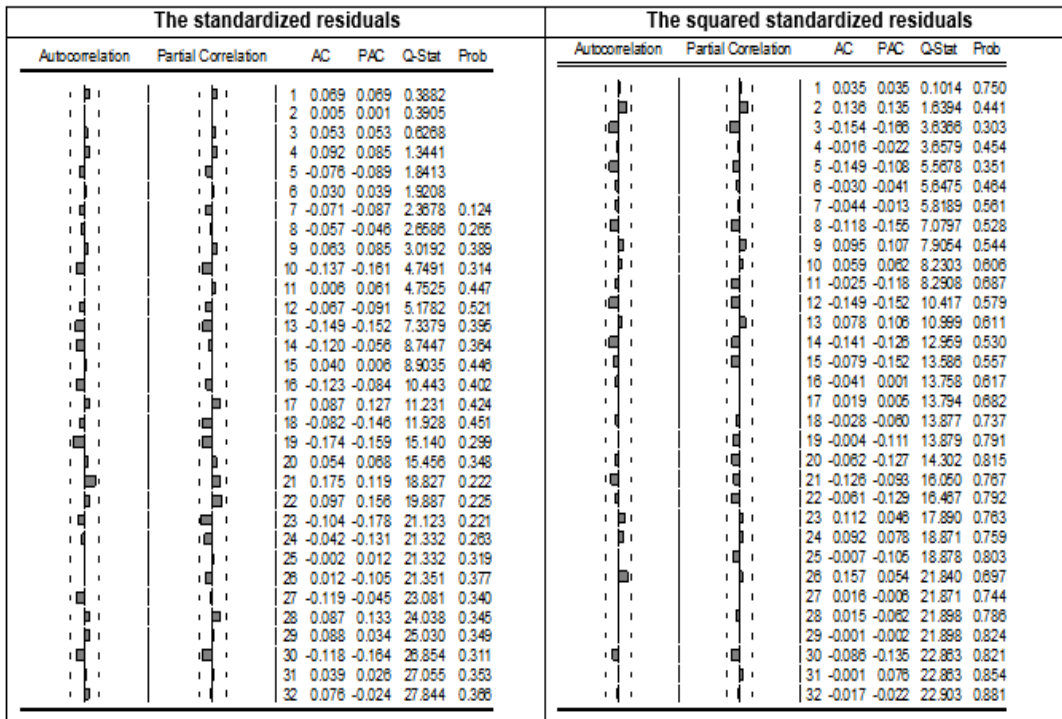 The standardized residuals
Autocorrelation Partial Correlation AC PAC Q-Stat Prob
1 0.069 0.069 0.3882
2 0.005 0.001 0.3905
3 0.053 0.053 0.6268
4 0.092 0.085 1.3441
5 -0.076 -0.089 1.8413
6 0.030 0.039 1.9208
7 -0.071 -0.087 2.3678 0.124
8 -0.057 -0.046 2.6586 0.265
9 0.063 0.085 3.0192 0.389
10 -0.137 -0.161 4.7491 0.314
11 0.006 0.061 4.7525 0.447
12 -0.067 -0.091 5.1782 0.521
13 -0.149 -0.152 7.3379 0.395
14 -0.120 -0.056 8.7447 0.364
15 0.040 0.006 8.9035 0.446
16 -0.123 -0.084 10.443 0.402
17 0.087 0.127 11.231 0.424
18 -0.082 -0.146 11.928 0.451
19 -0.174 -0.159 15.140 0.299
20 0.054 0.068 15.456 0.348
21 0.175 0.119 18.827 0.222
22 0.097 0.156 19.887 0.225
23 -0.104 -0.178 21.123 0.221
24 -0.042 -0.131 21.332 0.263
25 -0.002 0.012 21.332 0.319
26 0.012 -0.105 21.351 0.377
27 -0.119 -0.045 23.081 0.340
28 0.087 0.133 24.038 0.345
29 0.088 0.034 25.030 0.349
30 -0.118 -0.164 26.854 0.311
31 0.039 0.026 27.055 0.353
32 0.076 -0.024 27.844 0.366
The squared standardized residuals
Autocorrelation Partial Correlation AC PAC Q-Stat Prob
1 0.035 0.035 0.1014 0.750
2 0.136 0.135 1.6394 0.441
3 -0.154 -0.166 3.6366 0.303
4 -0.016 -0.022 3.6579 0.454
5 -0.149 -0.108 5.5678 0.351
6 -0.030 -0.041 5.6475 0.464
7 -0.044 -0.013 5.8189 0.561
8 -0.118 -0.155 7.0797 0.528
9 0.095 0.107 7.9054 0.544
10 0.059 0.062 8.2303 0.606
11 -0.025 -0.118 8.2908 0.687
12 -0.149 -0.152 10.417 0.579
13 0.078 0.106 10.999 0.611
14 -0.141 -0.126 12.959 0.530
15 -0.079 -0.152 13.586 0.557
16 -0.041 0.001 13.758 0.617
17 0.019 0.005 13.794 0.682
18 -0.028 -0.060 13.877 0.737
19 -0.004 -0.111 13.879 0.791
20 -0.062 -0.127 14.302 0.815
21 -0.126 -0.093 16.050 0.767
22 -0.061 -0.129 16.467 0.792
23 0.112 0.046 17.890 0.763
24 0.092 0.078 18.871 0.759
25 -0.007 -0.105 18.878 0.803
26 0.157 0.054 21.840 0.697
27 0.016 -0.006 21.871 0.744
28 0.015 -0.062 21.898 0.786
29 -0.001 -0.002 21.898 0.824
30 -0.086 -0.135 22.863 0.821
31 -0.001 0.076 22.863 0.854
32 -0.017 -0.022 22.903 0.881